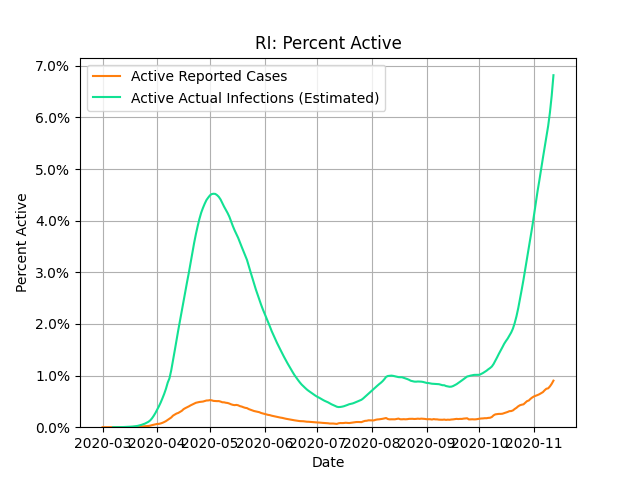 RI: Percent Active
7.0%
6.0%
5.0%
4.0%
3.0%
2.0%
1.0%
0.0%
Percent Active
Active Reported Cases
Active Actual Infections (Estimated)
2020-03 2020-04 2020-05 2020-06 2020-07 2020-08 2020-09 2020-10 2020-11
Date